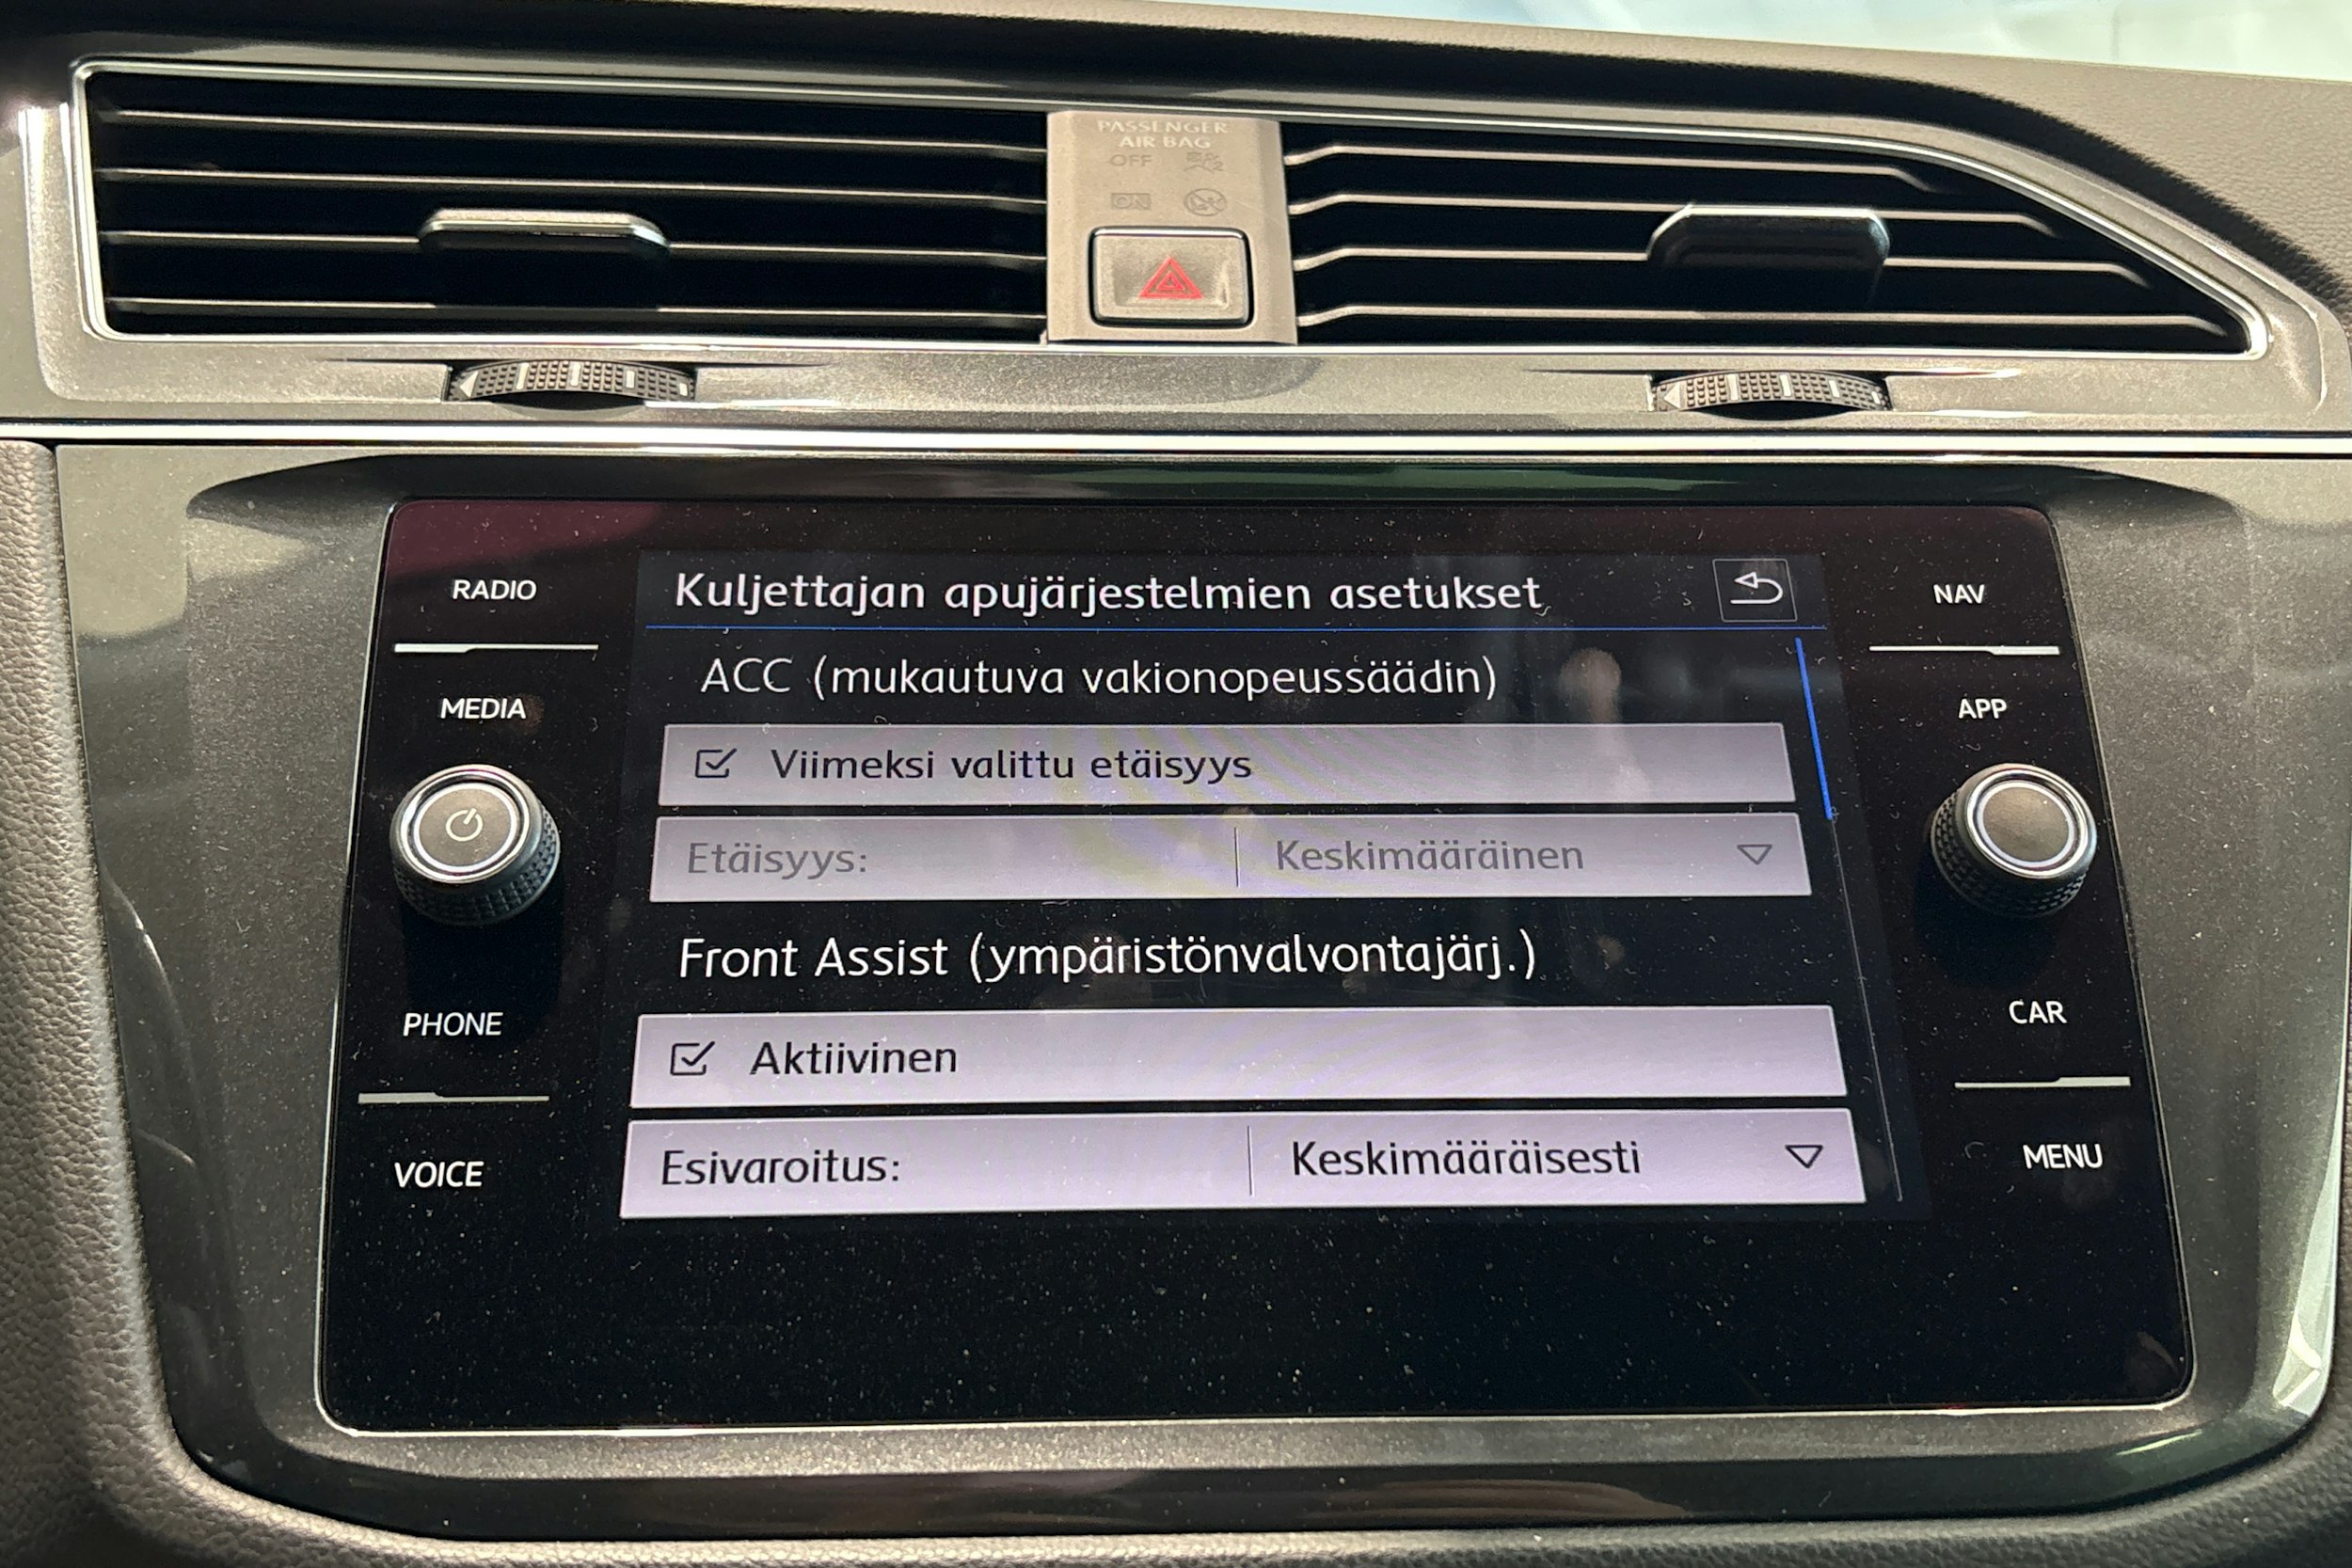 PASSENGER
AIR BAG
OFF
ON
RADIO
MEDIA
PHONE
VOICE
Kuljettajan apujärjestelmien asetukset
ACC (mukautuva vakionopeussäädin)
Viimeksi valittu etäisyys
Etäisyys: Keskimääräinen
Front Assist (ympäristönvalvontajärj.)
Aktiivinen
Esivaroitus: Keskimääräisesti
NAV
APP
CAR
MENU